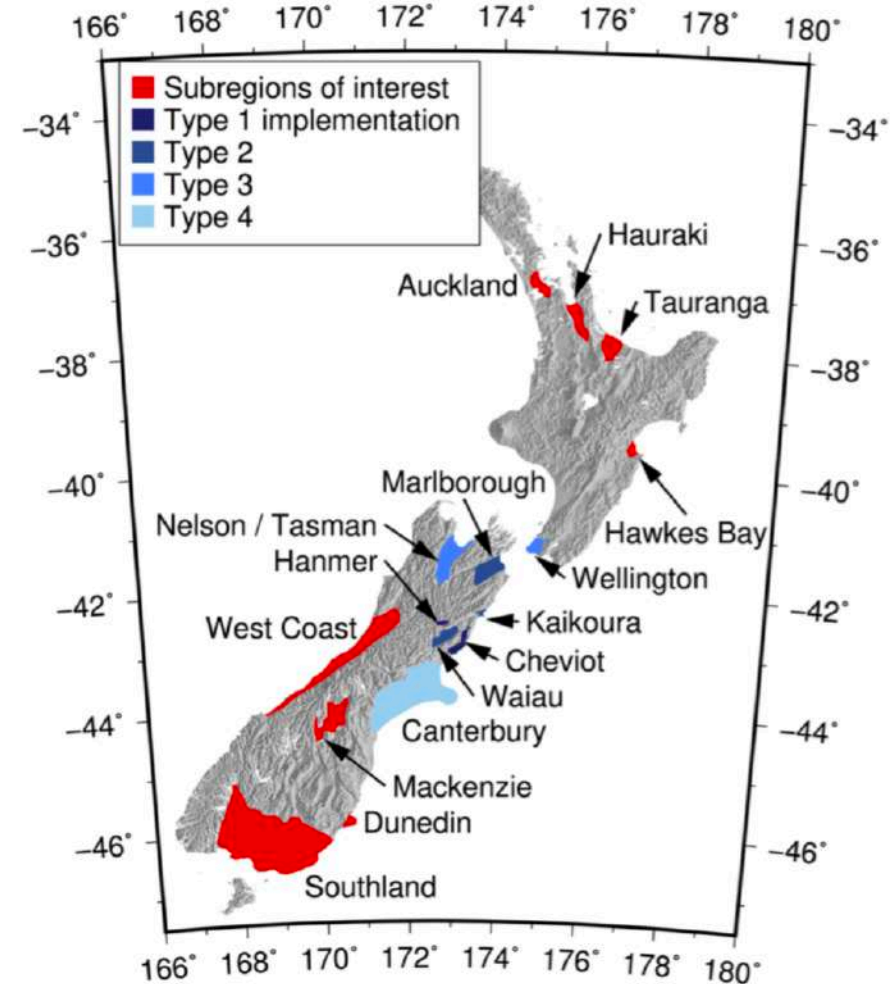 166˚ 168˚ 170˚ 172˚ 174˚ 176˚ 178˚ 180˚
Subregions of interest
Type 1 implementation
Type 2
Type 3
Type 4
−34˚ −34˚
−36˚ −36˚
−38˚ −38˚
−40˚ −40˚
−42˚ −42˚
−44˚ −44˚
−46˚ −46˚
Hauraki
Auckland
Tauranga
Marlborough
Nelson / Tasman
Hawkes Bay
Hanmer
Wellington
West Coast
Kaikoura
Cheviot
Waiau
Canterbury
Mackenzie
Dunedin
Southland
166˚ 168˚ 170˚ 172˚ 174˚ 176˚ 178˚ 180˚